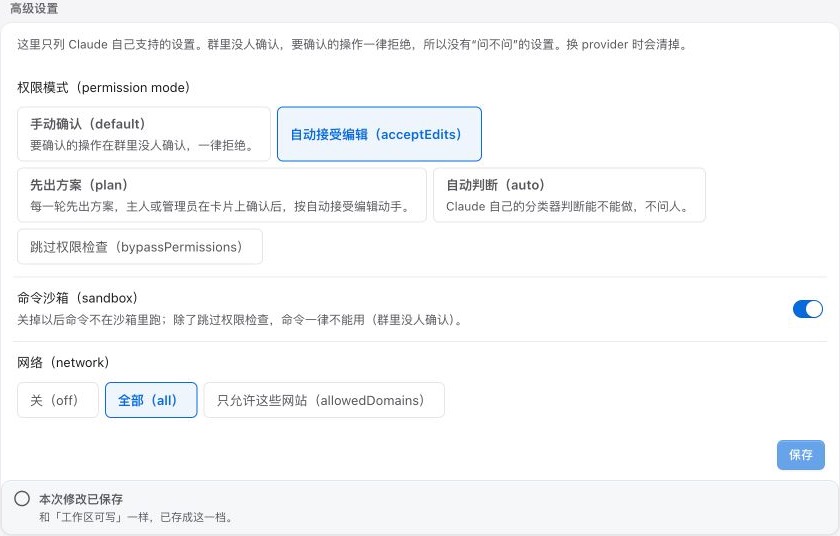 高级设置
这里只列 Claude 自己支持的设置。群里没人确认，要确认的操作一律拒绝，所以没有“问不问”的设置。换 provider 时会清掉。
权限模式（permission mode）
手动确认（default）
要确认的操作在群里没人确认，一律拒绝。
自动接受编辑（acceptEdits）
先出方案（plan）
每一轮先出方案，主人或管理员在卡片上确认后，按自动接受编辑动手。
自动判断（auto）
Claude 自己的分类器判断能不能做，不问人。
跳过权限检查（bypassPermissions）
命令沙箱（sandbox）
关掉以后命令不在沙箱里跑；除了跳过权限检查，命令一律不能用（群里没人确认）。
网络（network）
关（off）
全部（all）
只允许这些网站（allowedDomains）
保存
本次修改已保存
和「工作区可写」一样，已存成这一档。